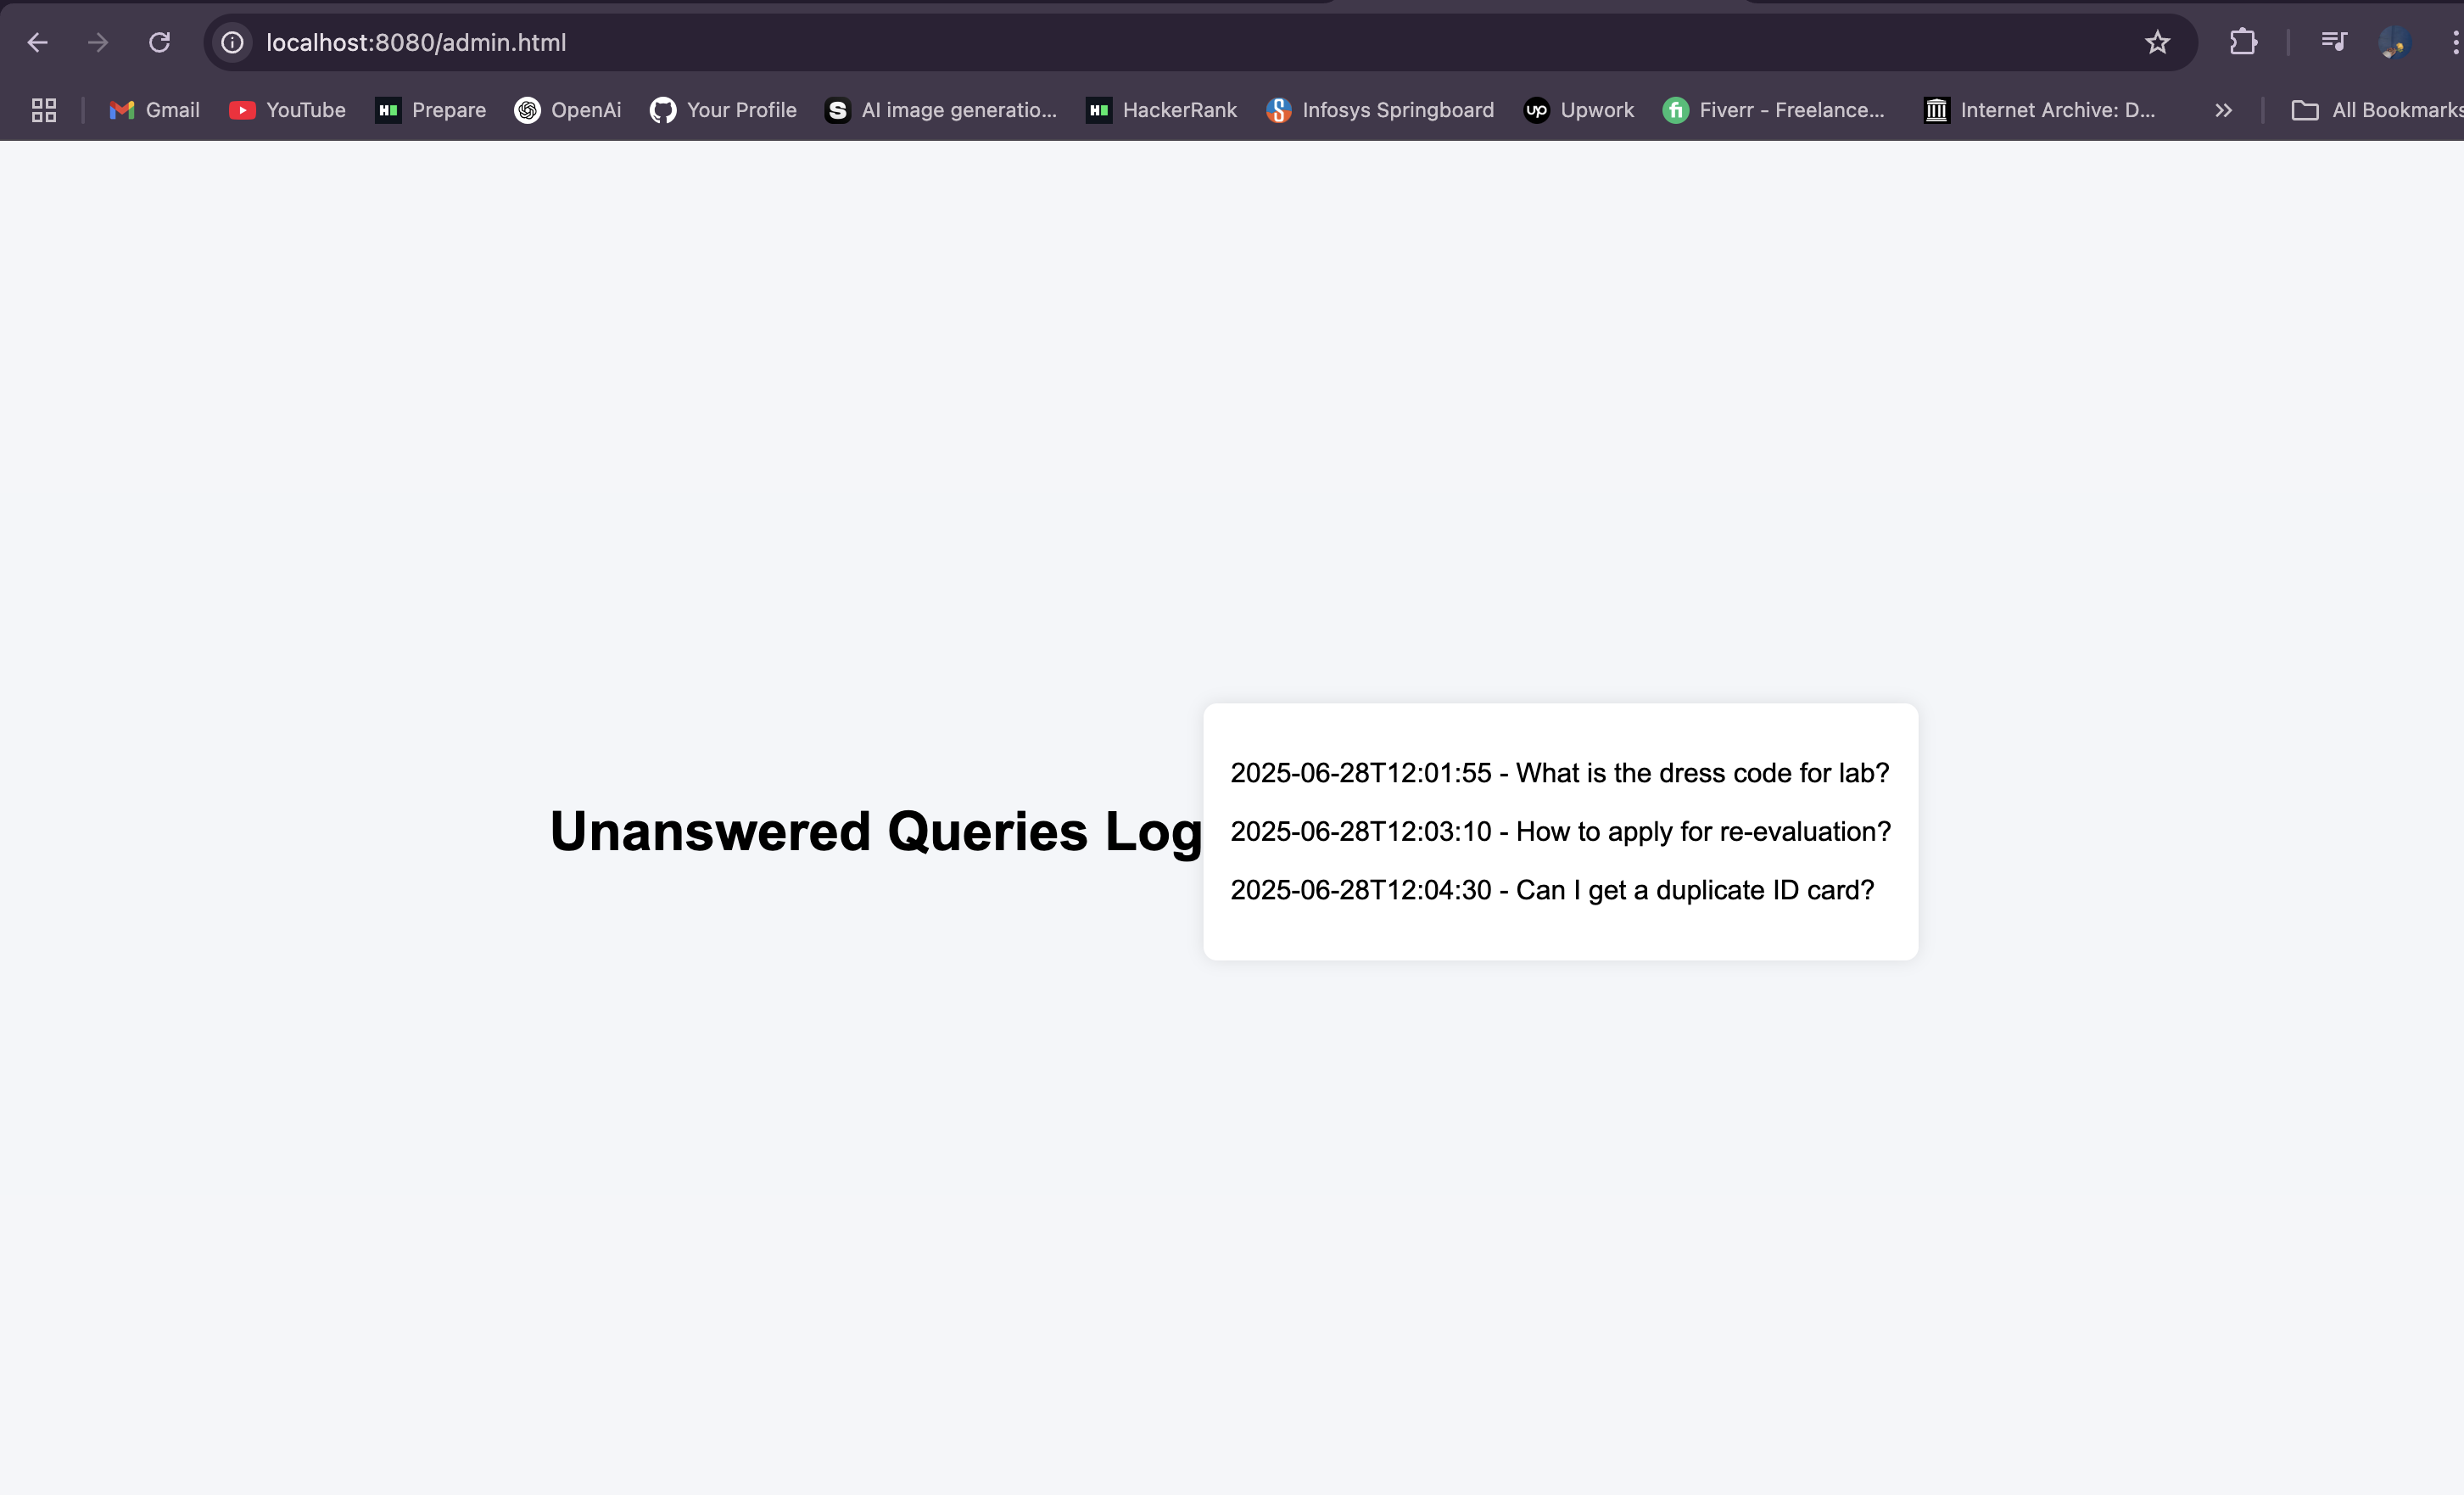 localhost:8080/admin.html
Gmail YouTube Prepare OpenAi Your Profile AI image generatio... HackerRank Infosys Springboard Upwork Fiverr - Freelance... Internet Archive: D... All Bookmarks
Unanswered Queries Log
2025-06-28T12:01:55 - What is the dress code for lab?
2025-06-28T12:03:10 - How to apply for re-evaluation?
2025-06-28T12:04:30 - Can I get a duplicate ID card?